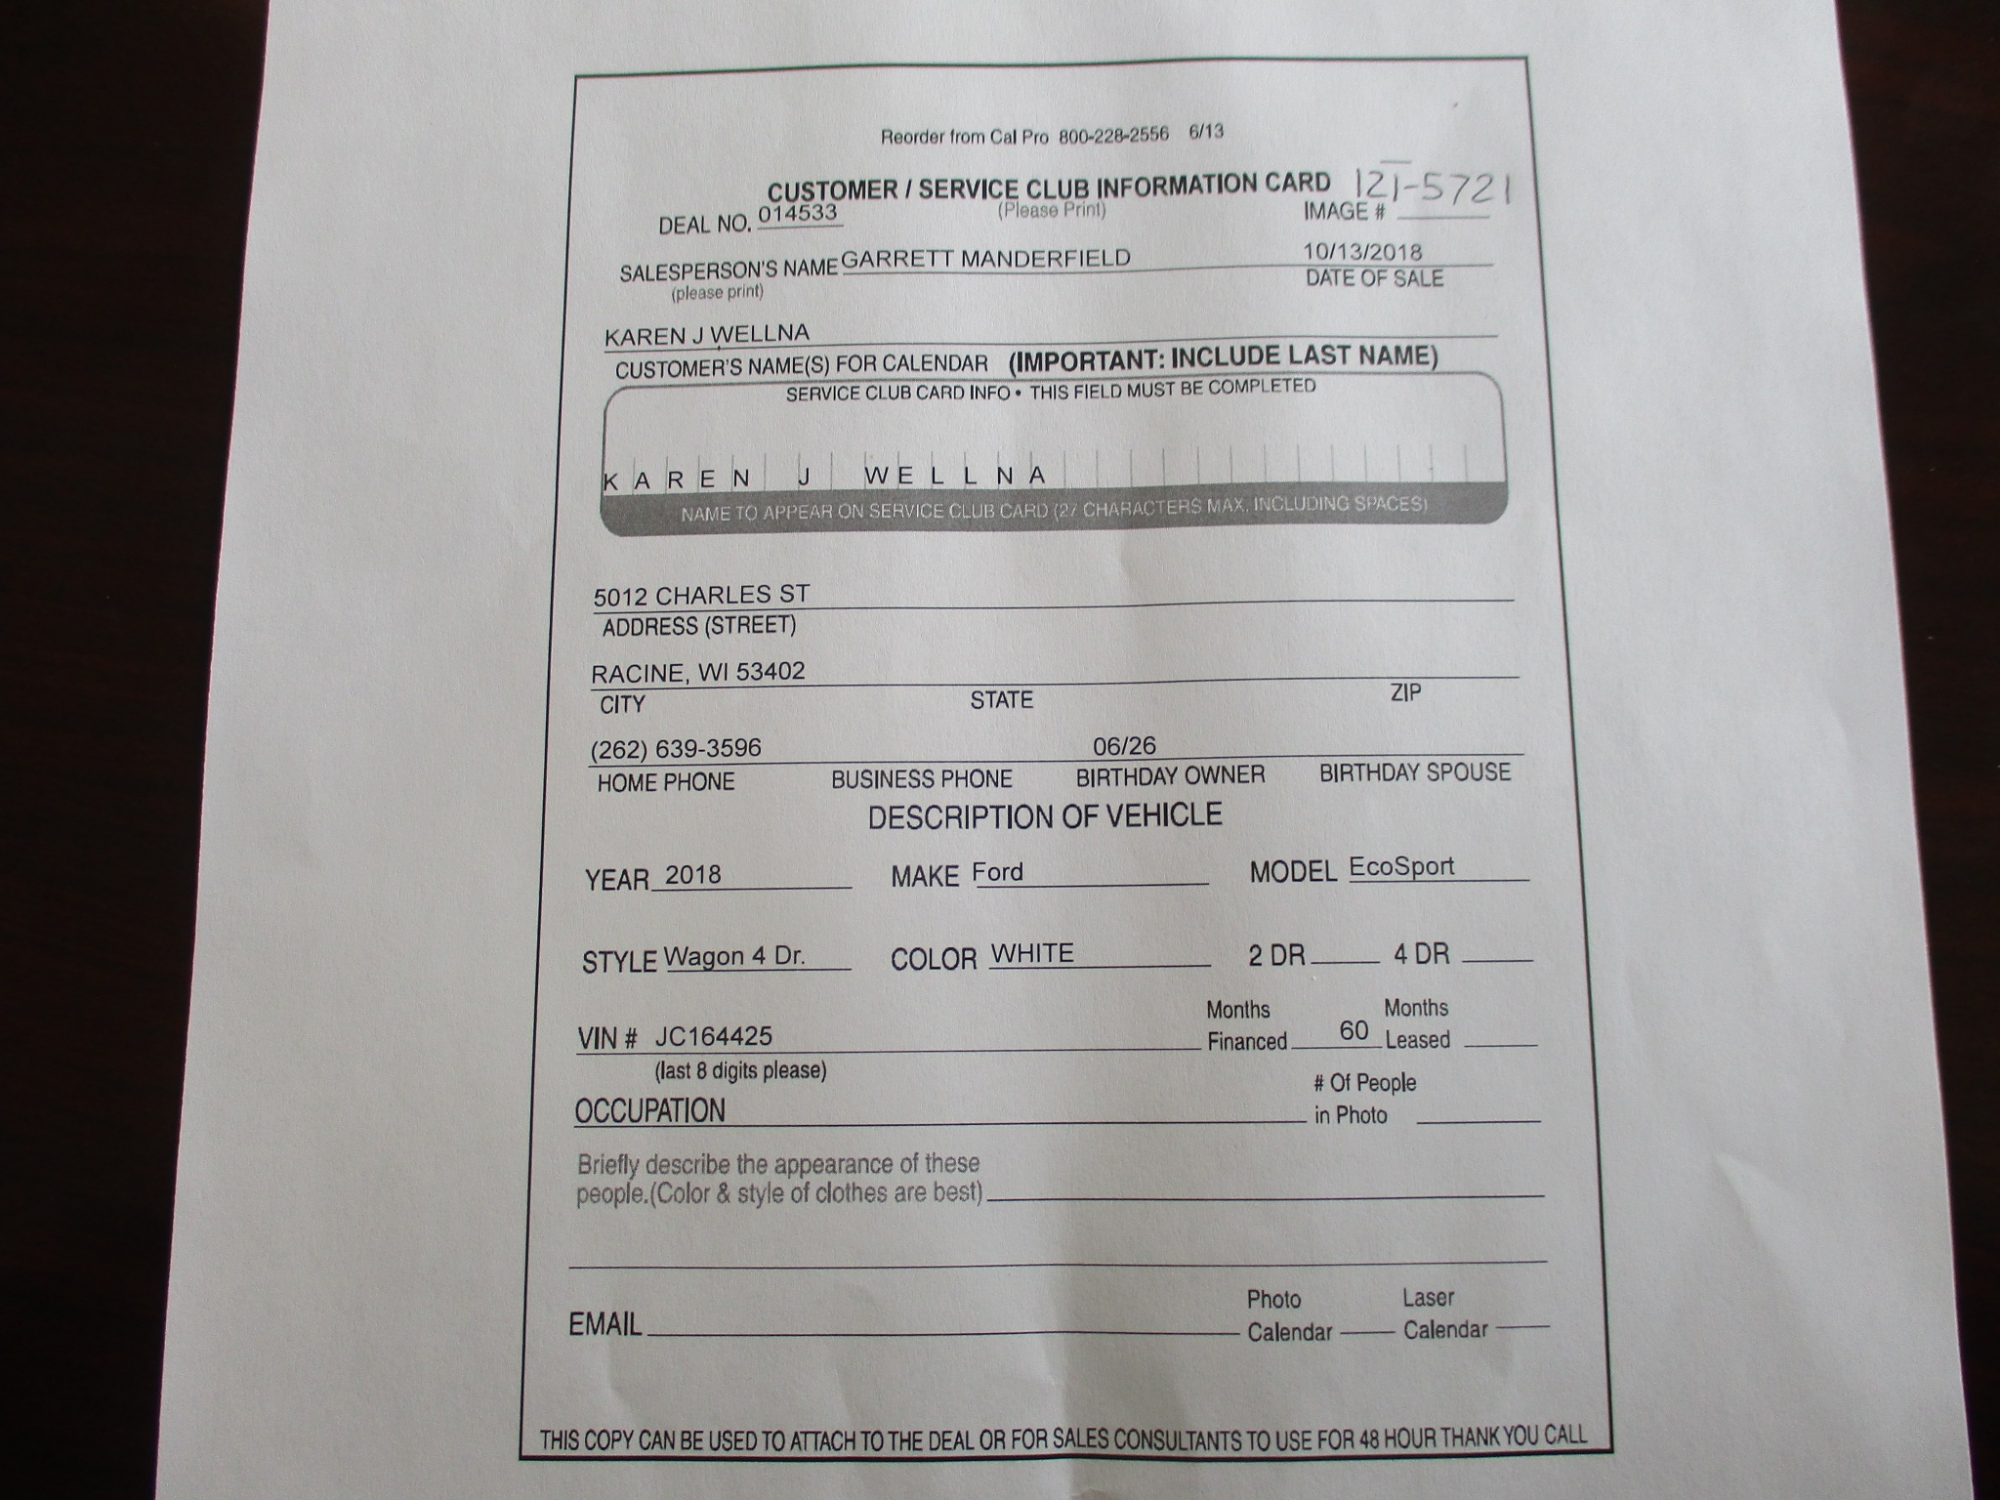 Reorder from Cal Pro 800-228-2556 6/13
CUSTOMER / SERVICE CLUB INFORMATION CARD 121-5721
DEAL NO. 014533 (Please Print) IMAGE #
SALESPERSON'S NAME GARRETT MANDERFIELD 10/13/2018
(please print) DATE OF SALE
KAREN J WELLNA
CUSTOMER'S NAME(S) FOR CALENDAR (IMPORTANT: INCLUDE LAST NAME)
SERVICE CLUB CARD INFO • THIS FIELD MUST BE COMPLETED
KAREN J WELLNA
NAME TO APPEAR ON SERVICE CLUB CARD (27 CHARACTERS MAX. INCLUDING SPACES)
5012 CHARLES ST
ADDRESS (STREET)
RACINE, WI 53402
CITY STATE ZIP
(262) 639-3596 06/26
HOME PHONE BUSINESS PHONE BIRTHDAY OWNER BIRTHDAY SPOUSE
DESCRIPTION OF VEHICLE
YEAR 2018 MAKE Ford MODEL EcoSport
STYLE Wagon 4 Dr. COLOR WHITE 2 DR 4 DR
Months Months
VIN # JC164425 Financed 60 Leased
(last 8 digits please)
# Of People
OCCUPATION in Photo
Briefly describe the appearance of these
people.(Color & style of clothes are best)
Photo Laser
EMAIL Calendar Calendar
THIS COPY CAN BE USED TO ATTACH TO THE DEAL OR FOR SALES CONSULTANTS TO USE FOR 48 HOUR THANK YOU CALL